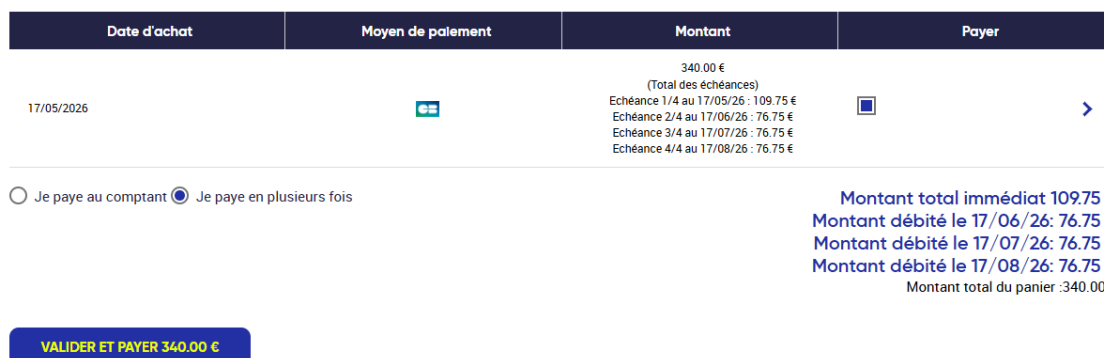 Date d'achat Moyen de paiement Montant Payer
340.00 €
(Total des échéances)
17/05/2026 CB Echéance 1/4 au 17/05/26 : 109.75 €
Echéance 2/4 au 17/06/26 : 76.75 €
Echéance 3/4 au 17/07/26 : 76.75 €
Echéance 4/4 au 17/08/26 : 76.75 €
Je paye au comptant Je paye en plusieurs fois
Montant total immédiat 109.75
Montant débité le 17/06/26: 76.75
Montant débité le 17/07/26: 76.75
Montant débité le 17/08/26: 76.75
Montant total du panier :340.00
VALIDER ET PAYER 340.00 €